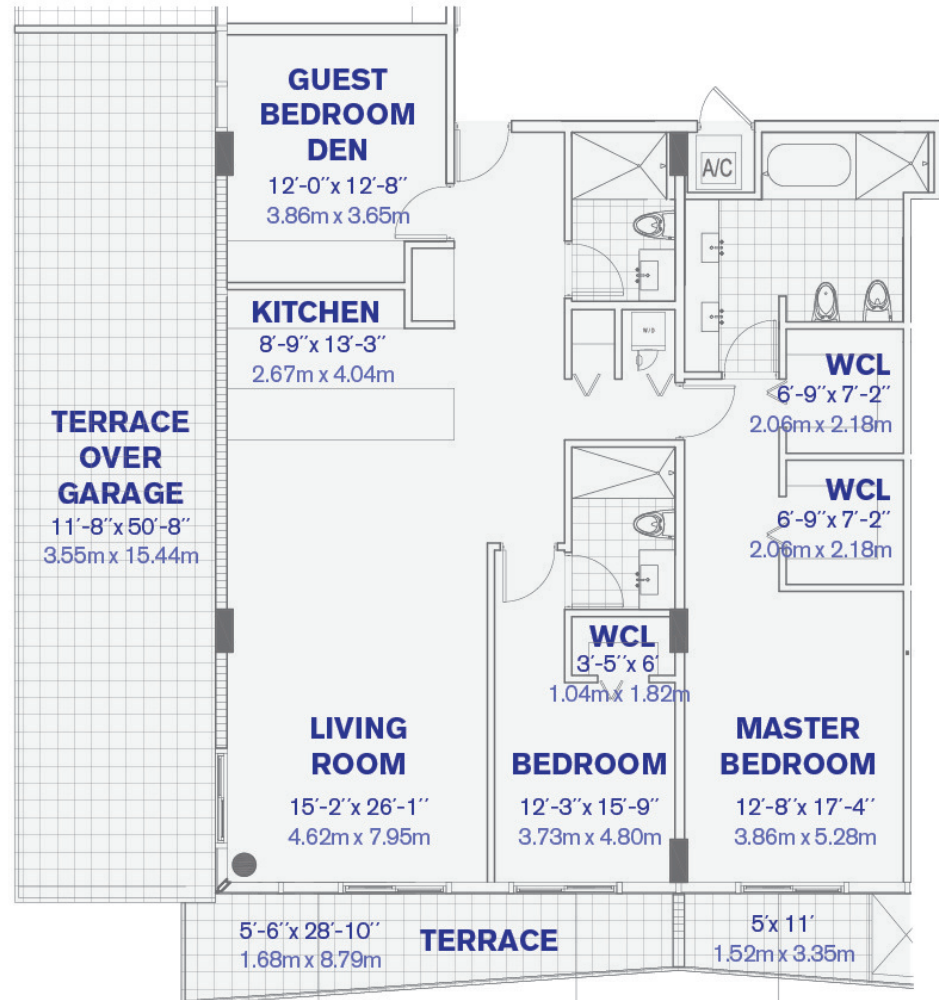 GUEST
BEDROOM
DEN
12′-0″x 12′-8″
3.86m x 3.65m
A/C
KITCHEN
8′-9″x 13′-3″
2.67m x 4.04m
W/D
WCL
6′-9″x 7′-2″
2.06m x 2.18m
TERRACE
OVER
GARAGE
11′-8″x 50′-8″
3.55m x 15.44m
WCL
6′-9″x 7′-2″
2.06m x 2.18m
WCL
3′-5″x 6′
1.04m x 1.82m
LIVING
ROOM
15′-2″x 26′-1″
4.62m x 7.95m
BEDROOM
12′-3″x 15′-9″
3.73m x 4.80m
MASTER
BEDROOM
12′-8″x 17′-4″
3.86m x 5.28m
5′-6″x 28′-10″
1.68m x 8.79m
TERRACE
5′x 11′
1.52m x 3.35m